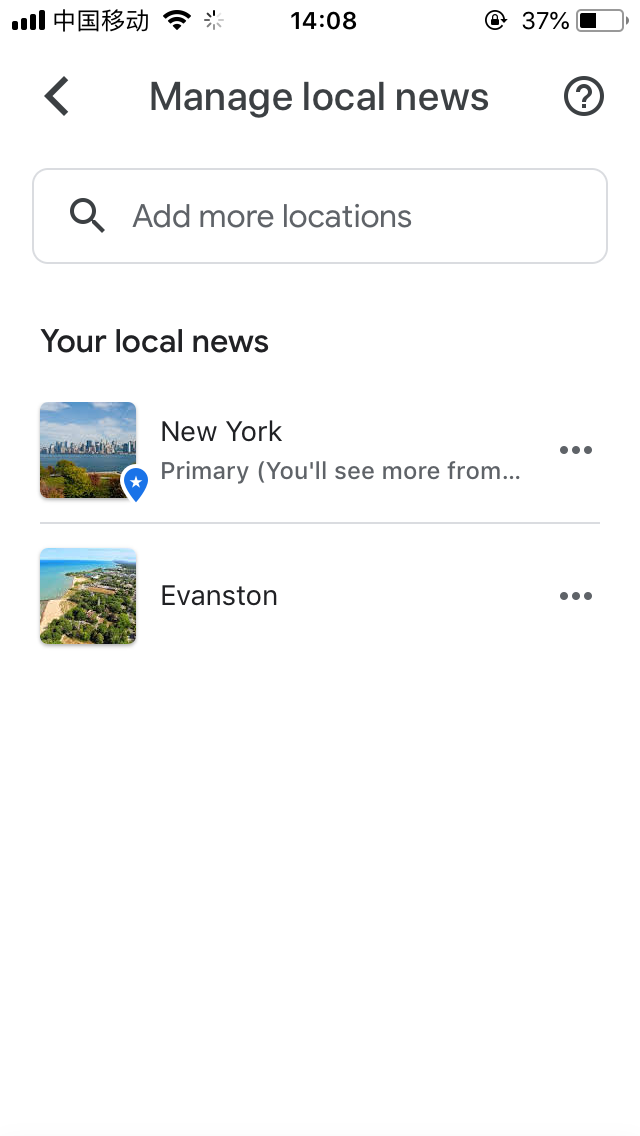 中国移动 14:08 37%
Manage local news
Add more locations
Your local news
New York
Primary (You'll see more from...
Evanston